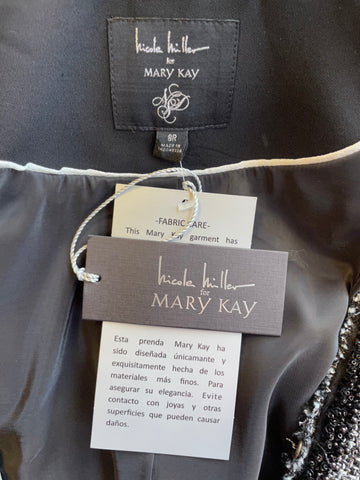 nicole miller
for
MARY KAY
8R
MADE IN
INDONESIA
-FABRIC CARE-
This Mary Kay garment has
nicole miller
for
MARY KAY
Esta prenda Mary Kay ha
sido diseñada únicamente y
exquisitamente hecha de los
materiales más finos. Para
asegurar su elegancia. Evite
contacto con joyas y otras
superficies que pueden causar
daños.